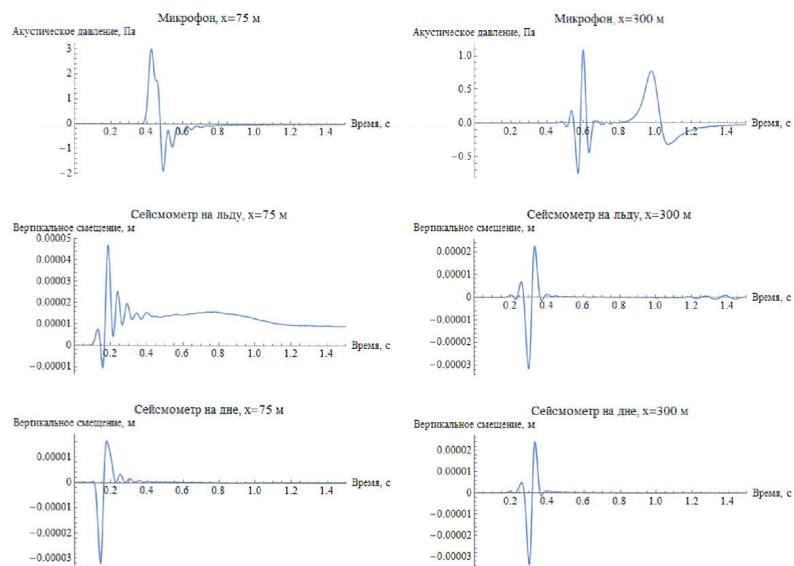 Микрофон, x=75 м
Акустическое давление, Па
3
2
1
−1
−2
0.2 0.4 0.6 0.8 1.0 1.2 1.4
Время, с
Микрофон, x=300 м
Акустическое давление, Па
1.0
0.5
0.0
−0.5
0.2 0.4 0.6 0.8 1.0 1.2 1.4
Время, с
Сейсмометр на льду, x=75 м
Вертикальное смещение, м
0.00005
0.00004
0.00003
0.00002
0.00001
0
−0.00001
0.2 0.4 0.6 0.8 1.0 1.2 1.4
Время, с
Сейсмометр на льду, x=300 м
Вертикальное смещение, м
0.00002
0.00001
0
−0.00001
−0.00002
−0.00003
0.2 0.4 0.6 0.8 1.0 1.2 1.4
Время, с
Сейсмометр на дне, x=75 м
Вертикальное смещение, м
0.00001
0
−0.00001
−0.00002
−0.00003
0.2 0.4 0.6 0.8 1.0 1.2 1.4
Время, с
Сейсмометр на дне, x=300 м
Вертикальное смещение, м
0.00002
0.00001
0
−0.00001
−0.00002
−0.00003
0.2 0.4 0.6 0.8 1.0 1.2 1.4
Время, с